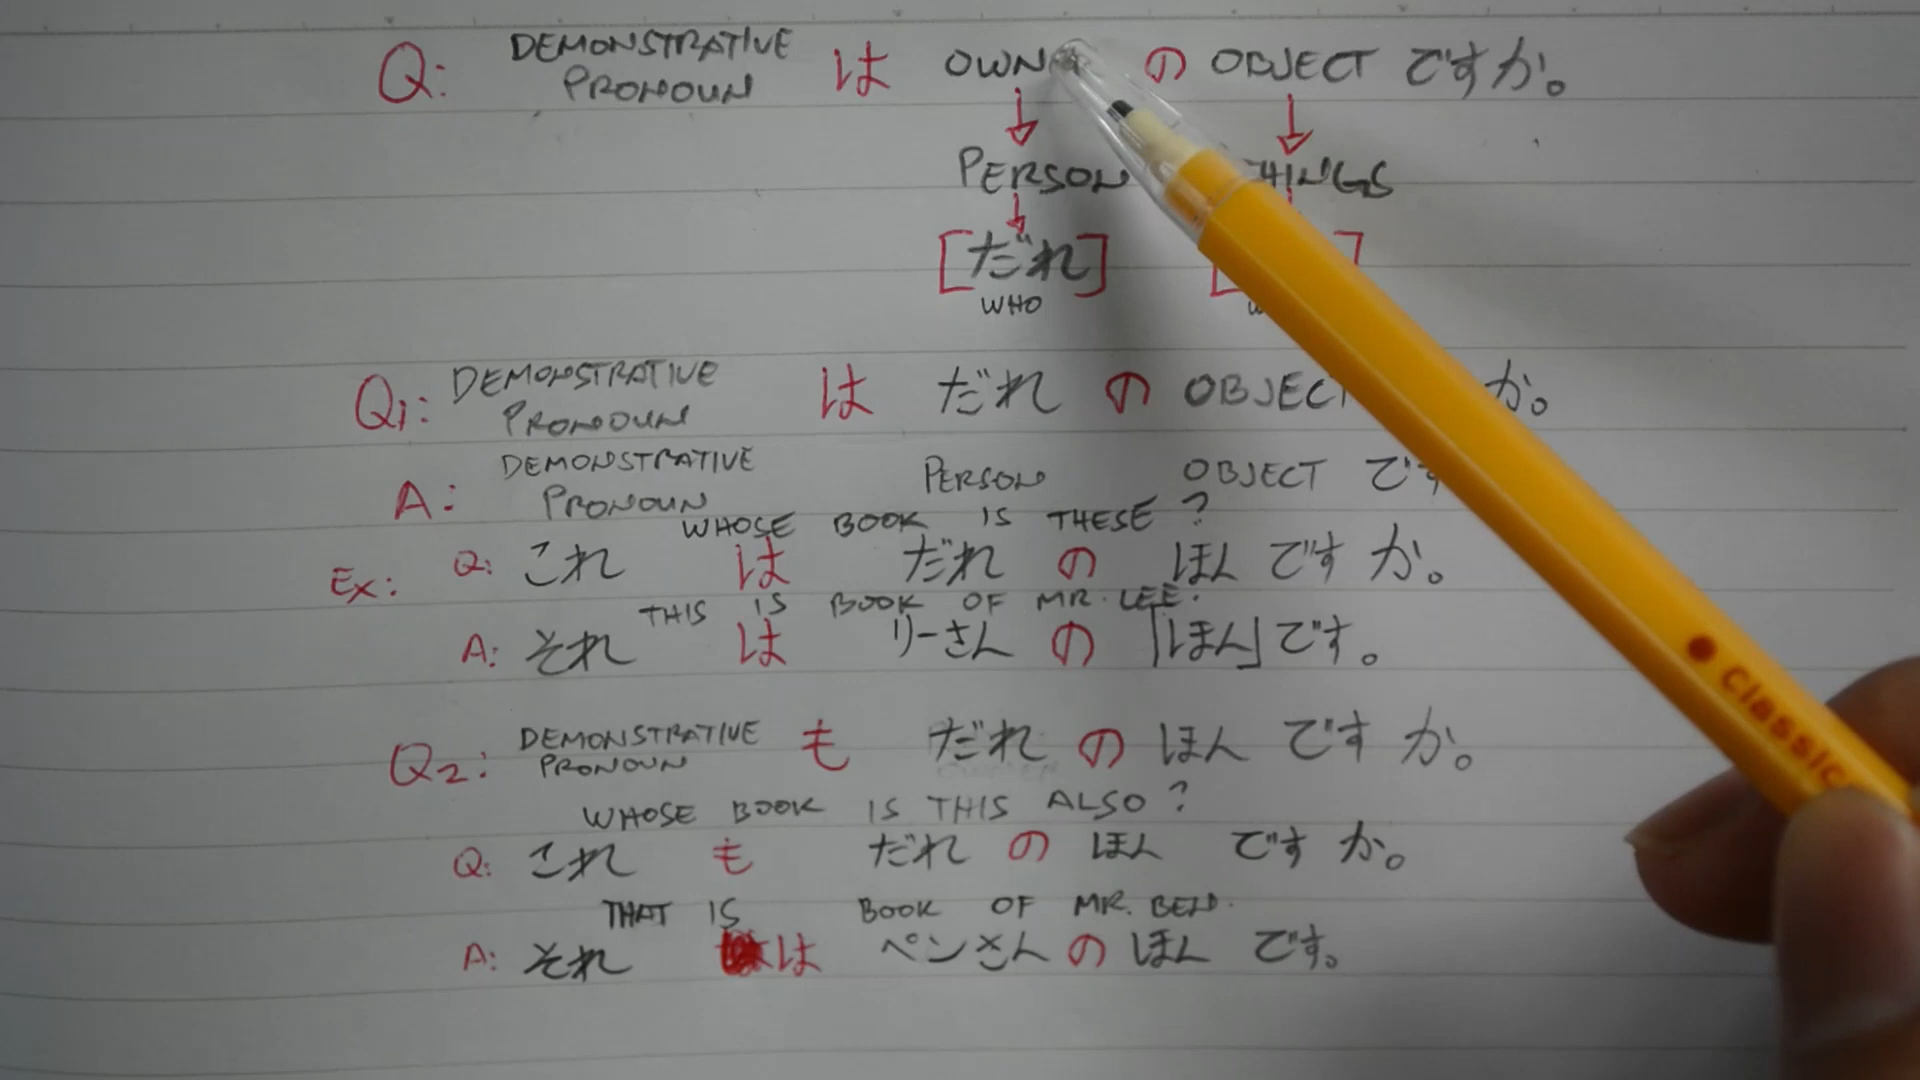 Q: DEMONSTRATIVE PRONOUN は の OBJECT ですか。
PERSON
[だれ]
WHO
Q1: DEMONSTRATIVE PRONOUN は だれ の か。
A: DEMONSTRATIVE PRONOUN PERSON OBJECT
WHOSE BOOK IS THESE?
Ex: Q: これ は だれ の ほん です か。
THIS IS BOOK OF MR. LEE.
A: それ は リーさん の 「ほん」です。
Q2: DEMONSTRATIVE PRONOUN も だれ の ほん です か。
WHOSE BOOK IS THIS ALSO?
Q: これ も だれ の ほん です か。
THAT IS BOOK OF MR.
A: それ は ペンさん の ほん です。
Classic